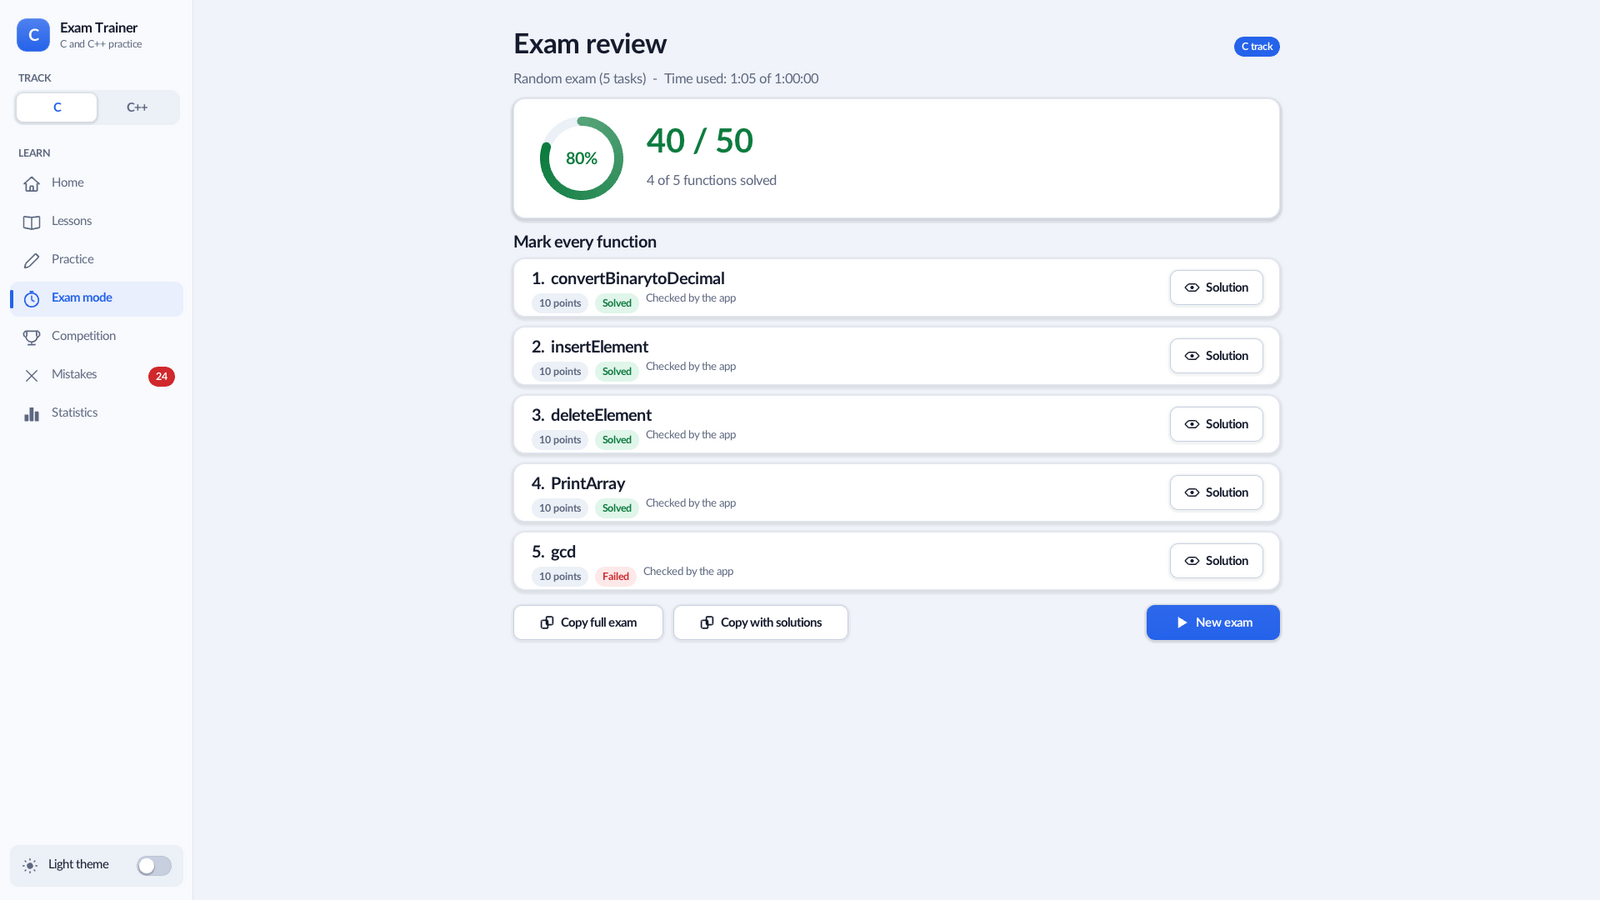 C
Exam Trainer
C and C++ practice
TRACK
C
C++
LEARN
Home
Lessons
Practice
Exam mode
Competition
Mistakes
24
Statistics
Light theme
Exam review
C track
Random exam (5 tasks) - Time used: 1:05 of 1:00:00
80%
40 / 50
4 of 5 functions solved
Mark every function
1. convertBinarytoDecimal
10 points Solved Checked by the app
Solution
2. insertElement
10 points Solved Checked by the app
Solution
3. deleteElement
10 points Solved Checked by the app
Solution
4. PrintArray
10 points Solved Checked by the app
Solution
5. gcd
10 points Failed Checked by the app
Solution
Copy full exam
Copy with solutions
New exam